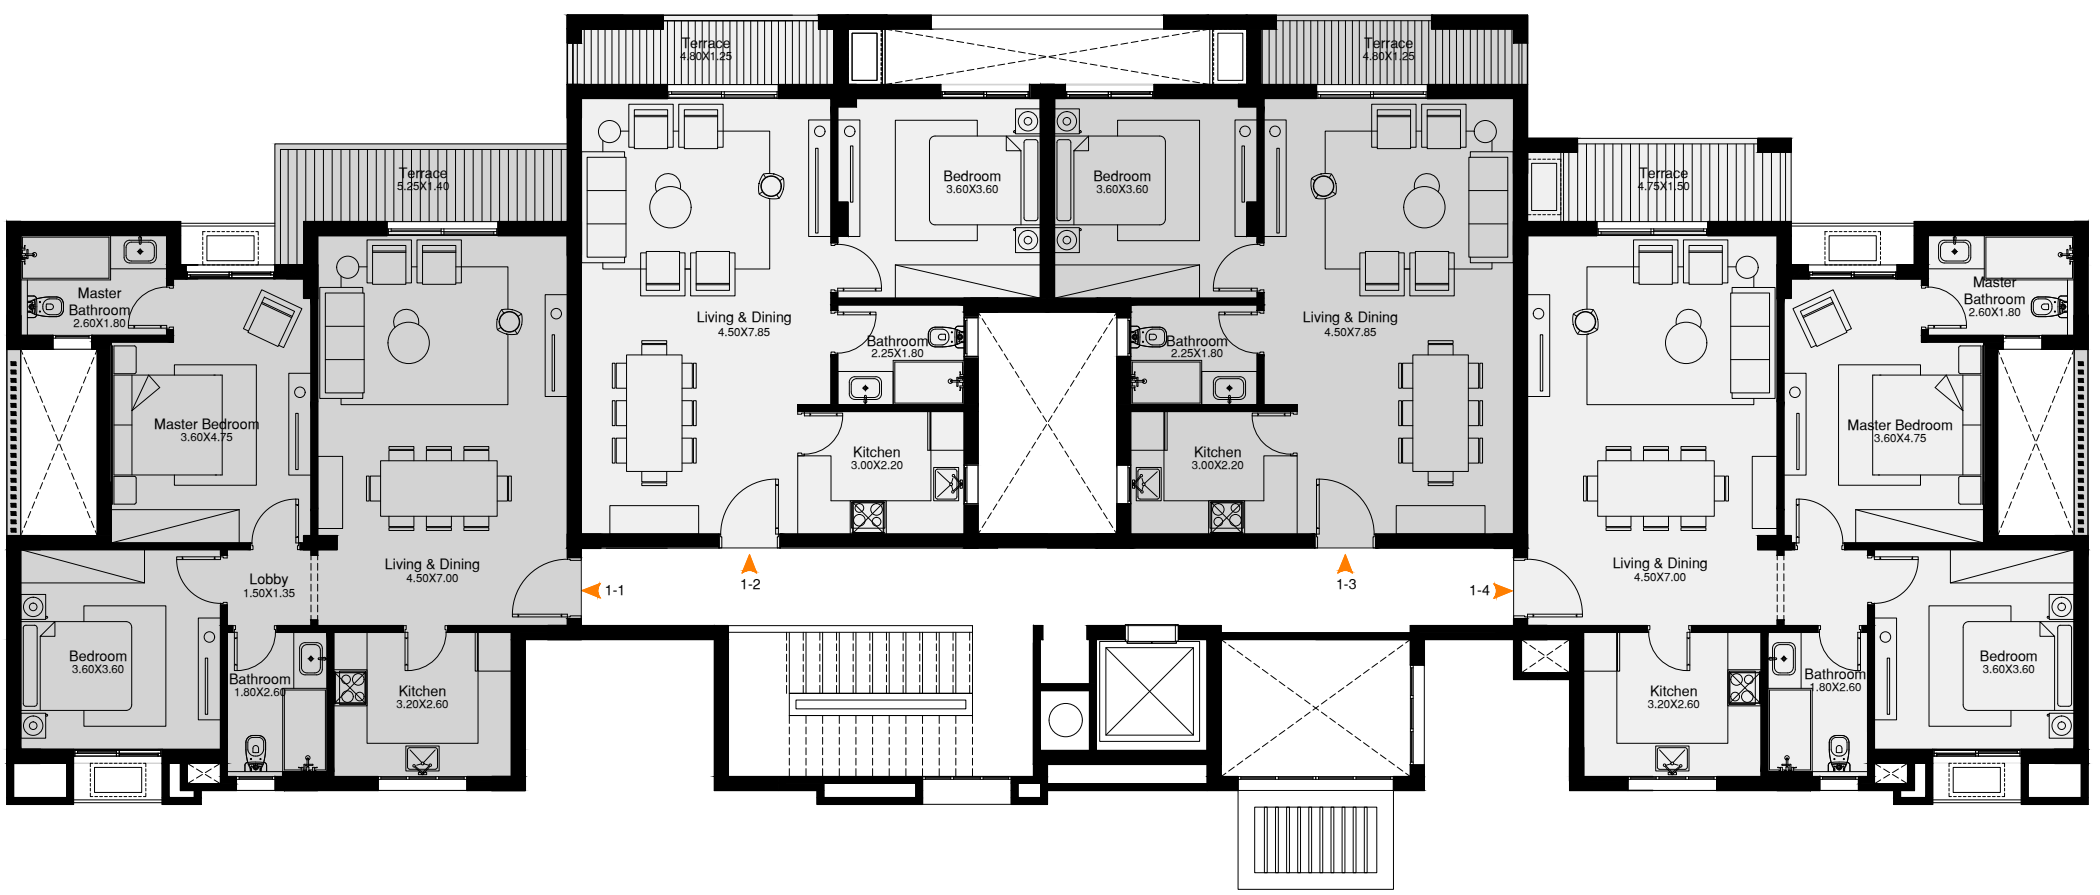 Terrace
4.80X1.25
Terrace
4.80X1.25
Terrace
5.25X1.40
Bedroom
3.60X3.60
Bedroom
3.60X3.60
Terrace
4.75X1.50
Master
Bathroom
2.60X1.80
Living & Dining
4.50X7.85
Bathroom
2.25X1.80
Bathroom
2.25X1.80
Living & Dining
4.50X7.85
Master
Bathroom
2.60X1.80
Master Bedroom
3.60X4.75
Kitchen
3.00X2.20
Kitchen
3.00X2.20
Master Bedroom
3.60X4.75
Lobby
1.50X1.35
Living & Dining
4.50X7.00
1-1
1-2
1-3
1-4
Living & Dining
4.50X7.00
Bedroom
3.60X3.60
Bathroom
1.80X2.60
Kitchen
3.20X2.60
Kitchen
3.20X2.60
Bathroom
1.80X2.60
Bedroom
3.60X3.60